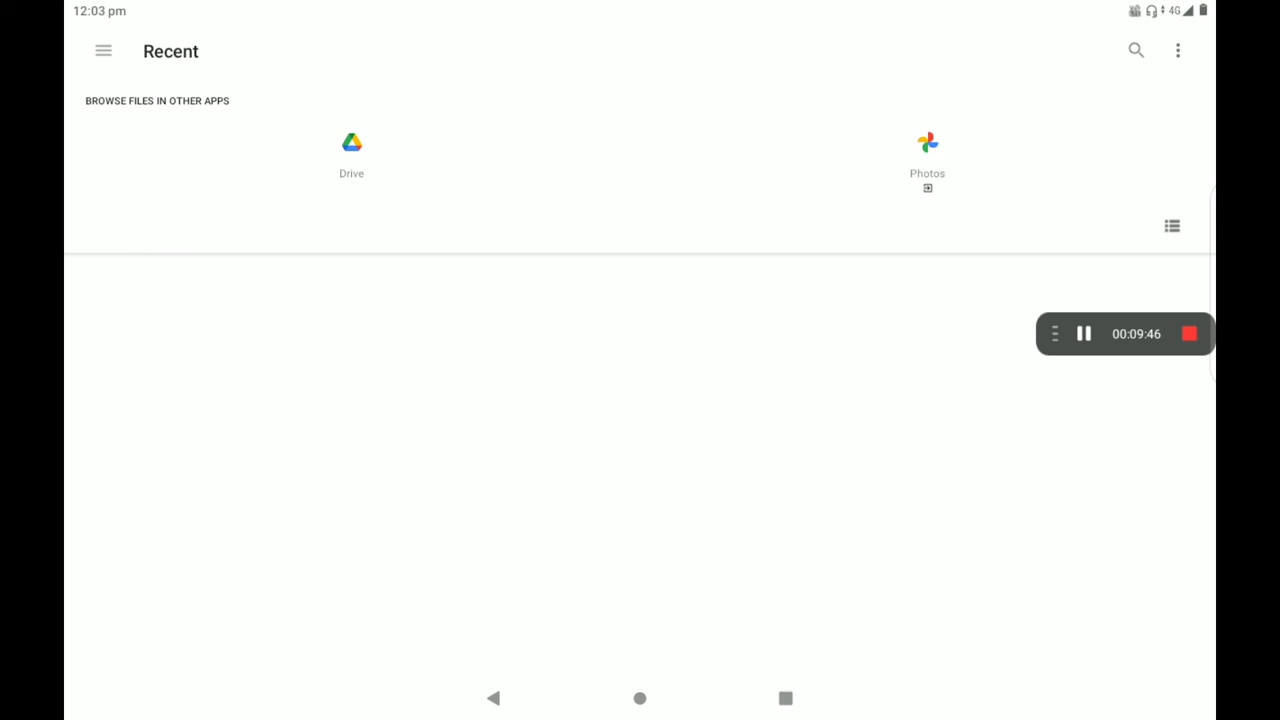 12:03 pm
4G
Recent
BROWSE FILES IN OTHER APPS
Drive
Photos
00:09:46